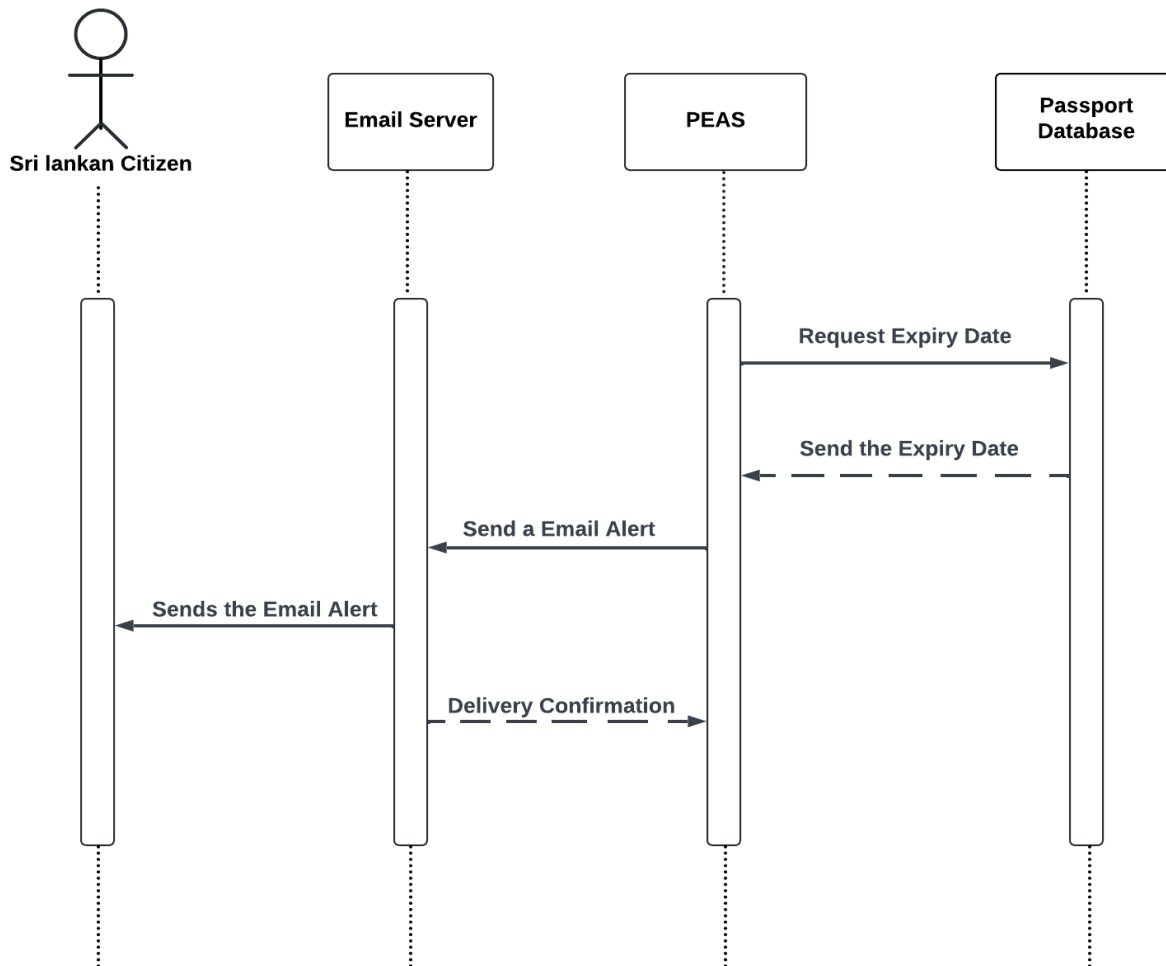 Sri lankan Citizen
Email Server
PEAS
Passport
Database
Request Expiry Date
Send the Expiry Date
Send a Email Alert
Sends the Email Alert
Delivery Confirmation